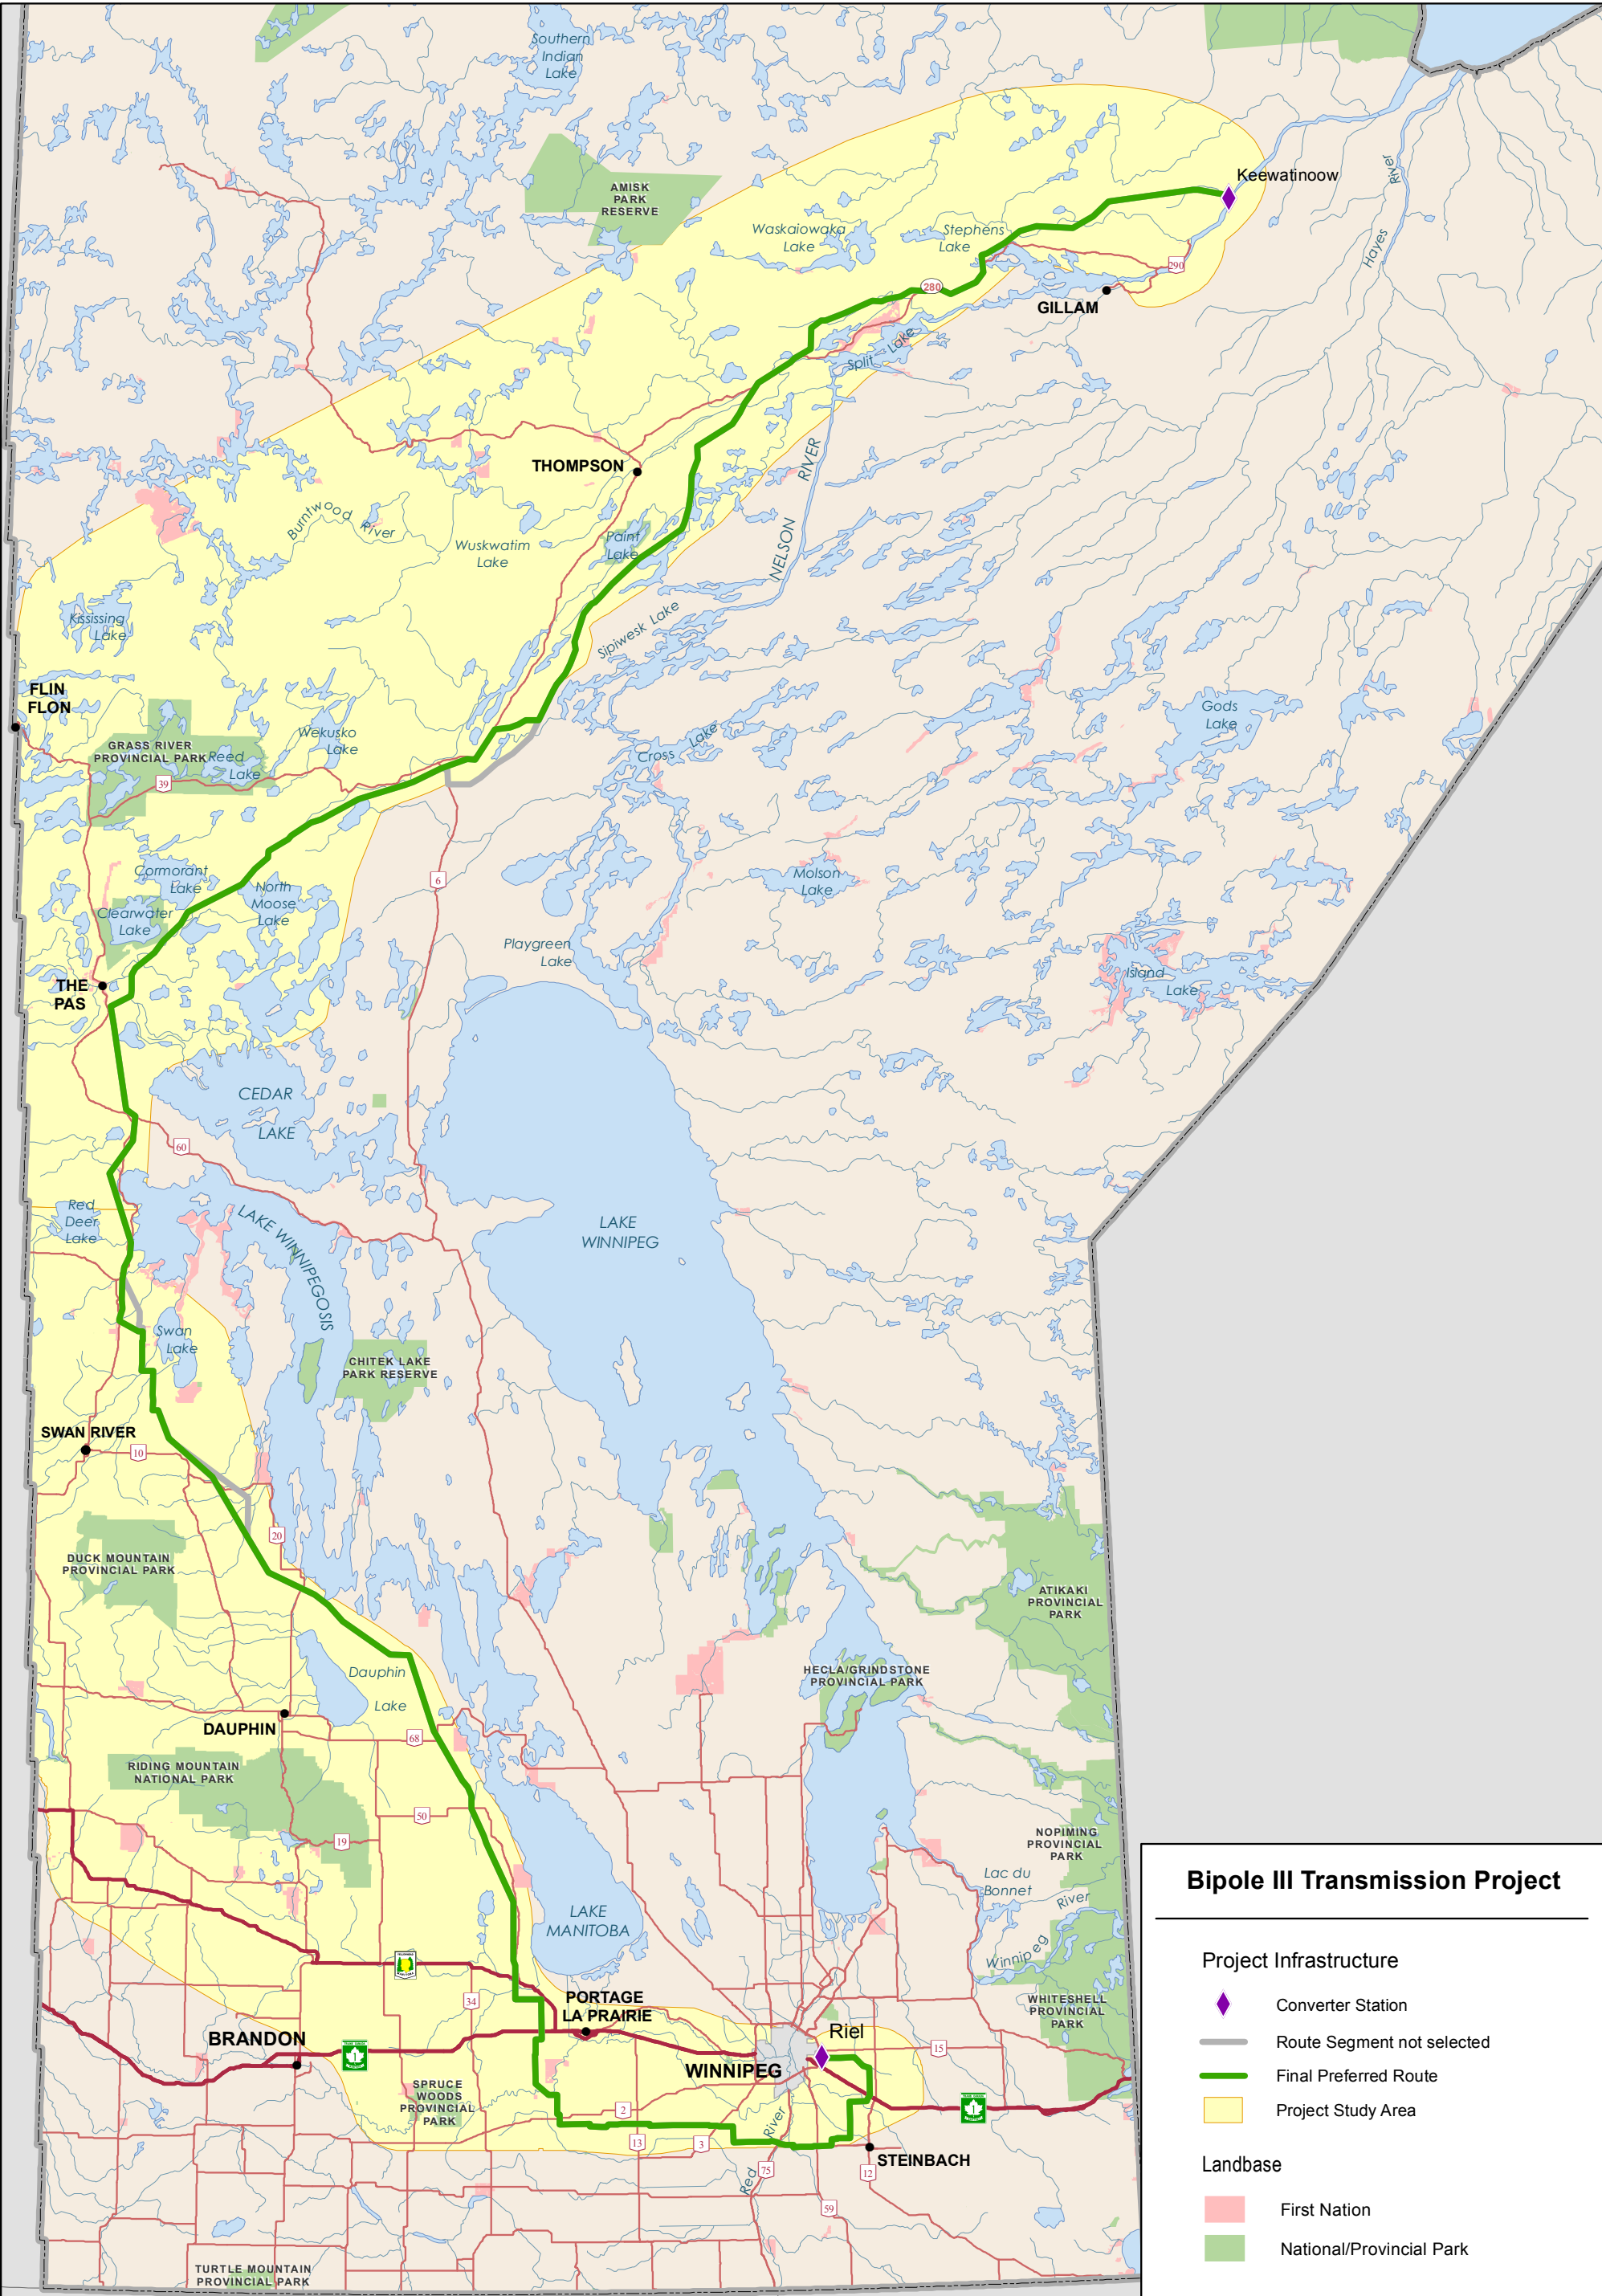 Southern
Indian
Lake
AMISK
PARK
RESERVE
Waskaiowaka
Lake
Stephens
Lake
Keewatinoow
Hayes River
290
280
GILLAM
Split Lake
THOMPSON
NELSON RIVER
Burntwood River
Wuskwatim
Lake
Paint
Lake
Sipiwesk Lake
Kississing
Lake
FLIN
FLON
GRASS RIVER
PROVINCIAL PARK
Reed
Lake
39
Wekusko
Lake
Cross Lake
Gods
Lake
Cormorant
Lake
North
Moose
Lake
6
Molson
Lake
Clearwater
Lake
Playgreen
Lake
THE
PAS
Island
Lake
CEDAR
LAKE
60
Red
Deer
Lake
LAKE WINNIPEGOSIS
LAKE
WINNIPEG
Swan
Lake
CHITEK LAKE
PARK RESERVE
SWAN RIVER
10
20
DUCK MOUNTAIN
PROVINCIAL PARK
ATIKAKI
PROVINCIAL
PARK
Dauphin
Lake
HECLA/GRINDSTONE
PROVINCIAL PARK
DAUPHIN
68
RIDING MOUNTAIN
NATIONAL PARK
50
19
NOPIMING
PROVINCIAL
PARK
Lac du
Bonnet
Winnipeg River
LAKE
MANITOBA
34
PORTAGE
LA PRAIRIE
WHITESHELL
PROVINCIAL
PARK
BRANDON
1
Riel
15
WINNIPEG
SPRUCE
WOODS
PROVINCIAL
PARK
2
1
13
3
Red River
STEINBACH
75
12
59
TURTLE MOUNTAIN
PROVINCIAL PARK
Bipole III Transmission Project
Project Infrastructure
Converter Station
Route Segment not selected
Final Preferred Route
Project Study Area
Landbase
First Nation
National/Provincial Park